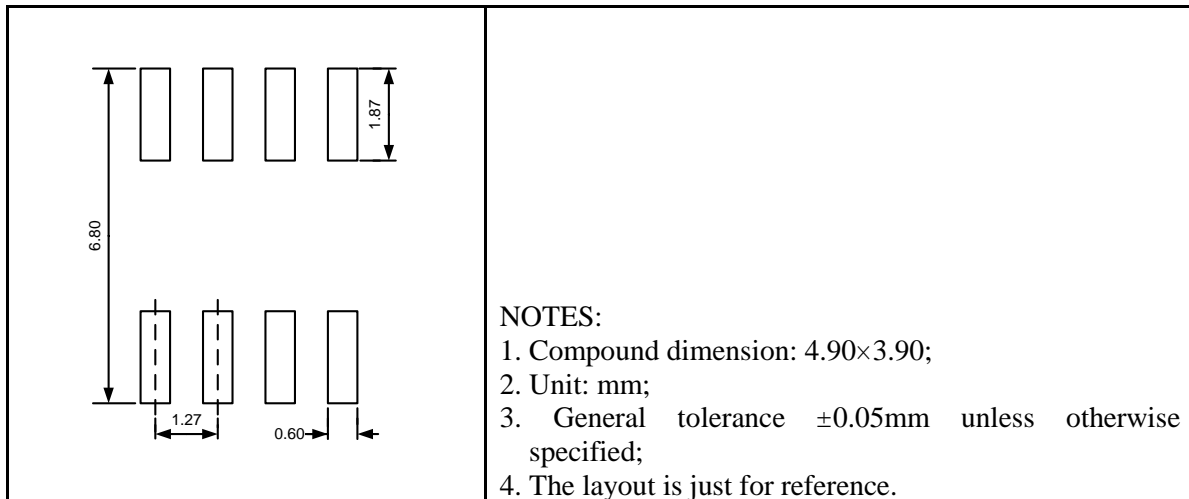 1.87
6.80
1.27
0.60
NOTES:
1. Compound dimension: 4.90×3.90;
2. Unit: mm;
3. General tolerance ±0.05mm unless otherwise
specified;
4. The layout is just for reference.